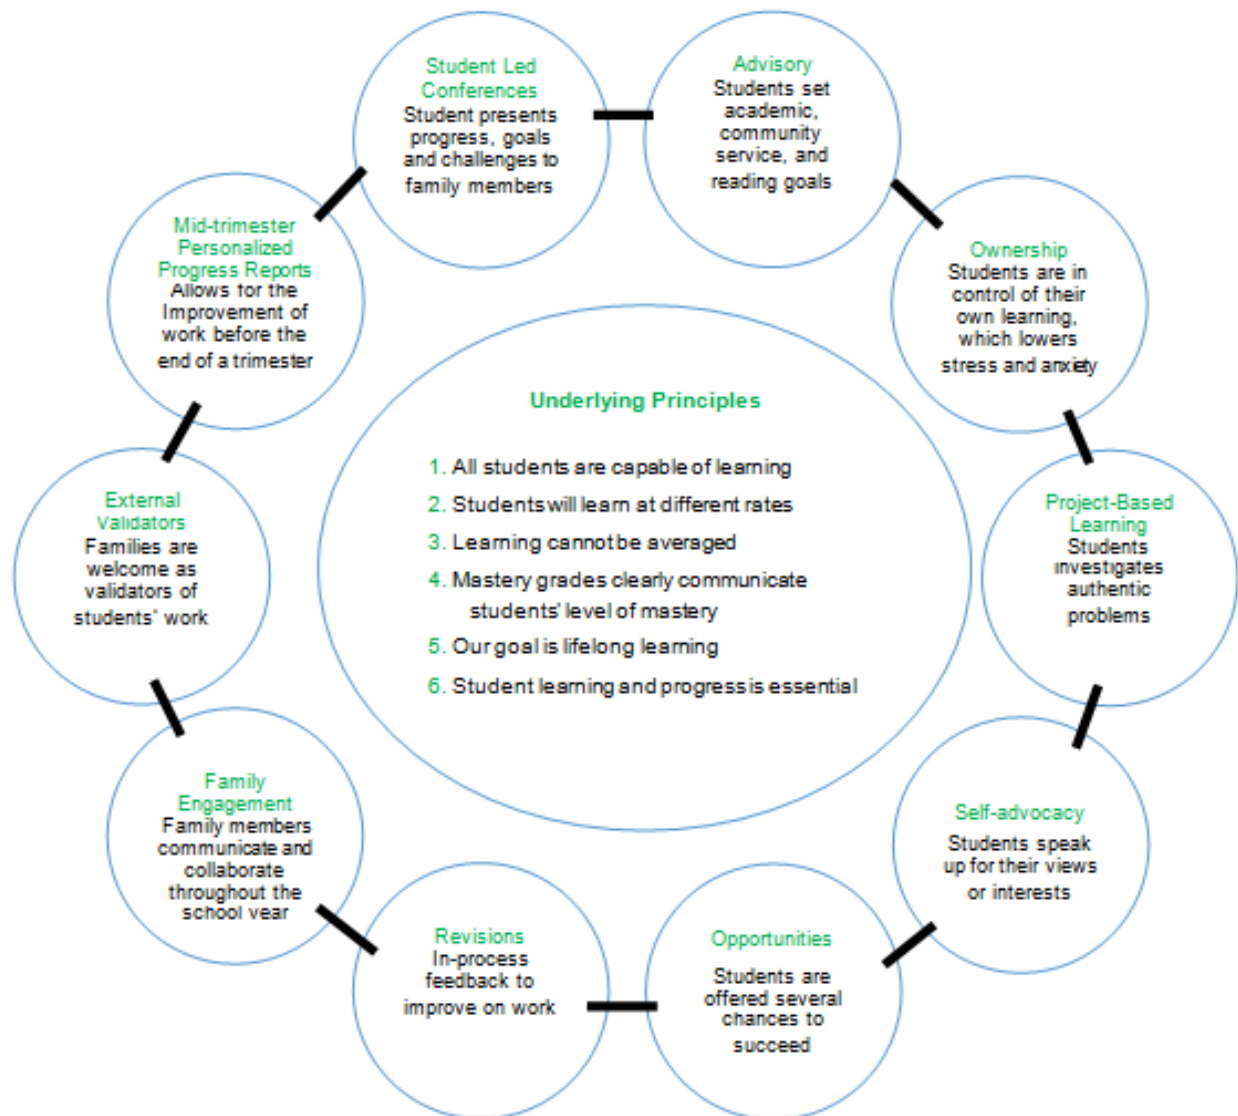 Student Led
Conferences
Student presents
progress, goals
and challenges to
family members
Advisory
Students set
academic,
community
service, and
reading goals
Ownership
Students are in
control of their
own learning,
which lowers
stress and anxiety
Project-Based
Learning
Students
investigates
authentic
problems
Self-advocacy
Students speak
up for their views
or interests
Opportunities
Students are
offered several
chances to
succeed
Revisions
In-process
feedback to
improve on work
Family
Engagement
Family members
communicate and
collaborate
throughout the
school year
External
Validators
Families are
welcome as
validators of
students' work
Mid-trimester
Personalized
Progress Reports
Allows for the
Improvement of
work before the
end of a trimester
Underlying Principles
1. All students are capable of learning
2. Students will learn at different rates
3. Learning cannot be averaged
4. Mastery grades clearly communicate
students' level of mastery
5. Our goal is lifelong learning
6. Student learning and progress is essential